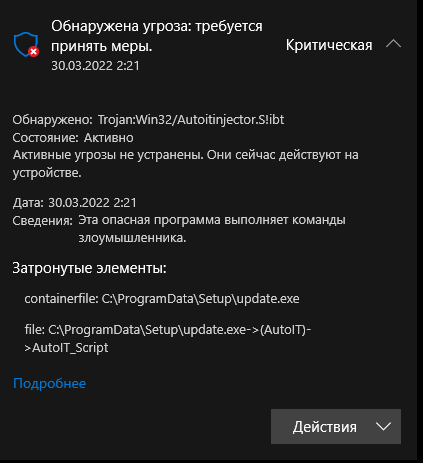 Обнаружена угроза: требуется
принять меры.
Критическая
30.03.2022 2:21
Обнаружено: Trojan:Win32/Autoitinjector.S!ibt
Состояние: Активно
Активные угрозы не устранены. Они сейчас действуют на
устройстве.
Дата: 30.03.2022 2:21
Сведения: Эта опасная программа выполняет команды
злоумышленника.
Затронутые элементы:
containerfile: C:\ProgramData\Setup\update.exe
file: C:\ProgramData\Setup\update.exe->(AutoIT)-
>AutoIT_Script
Подробнее
Действия